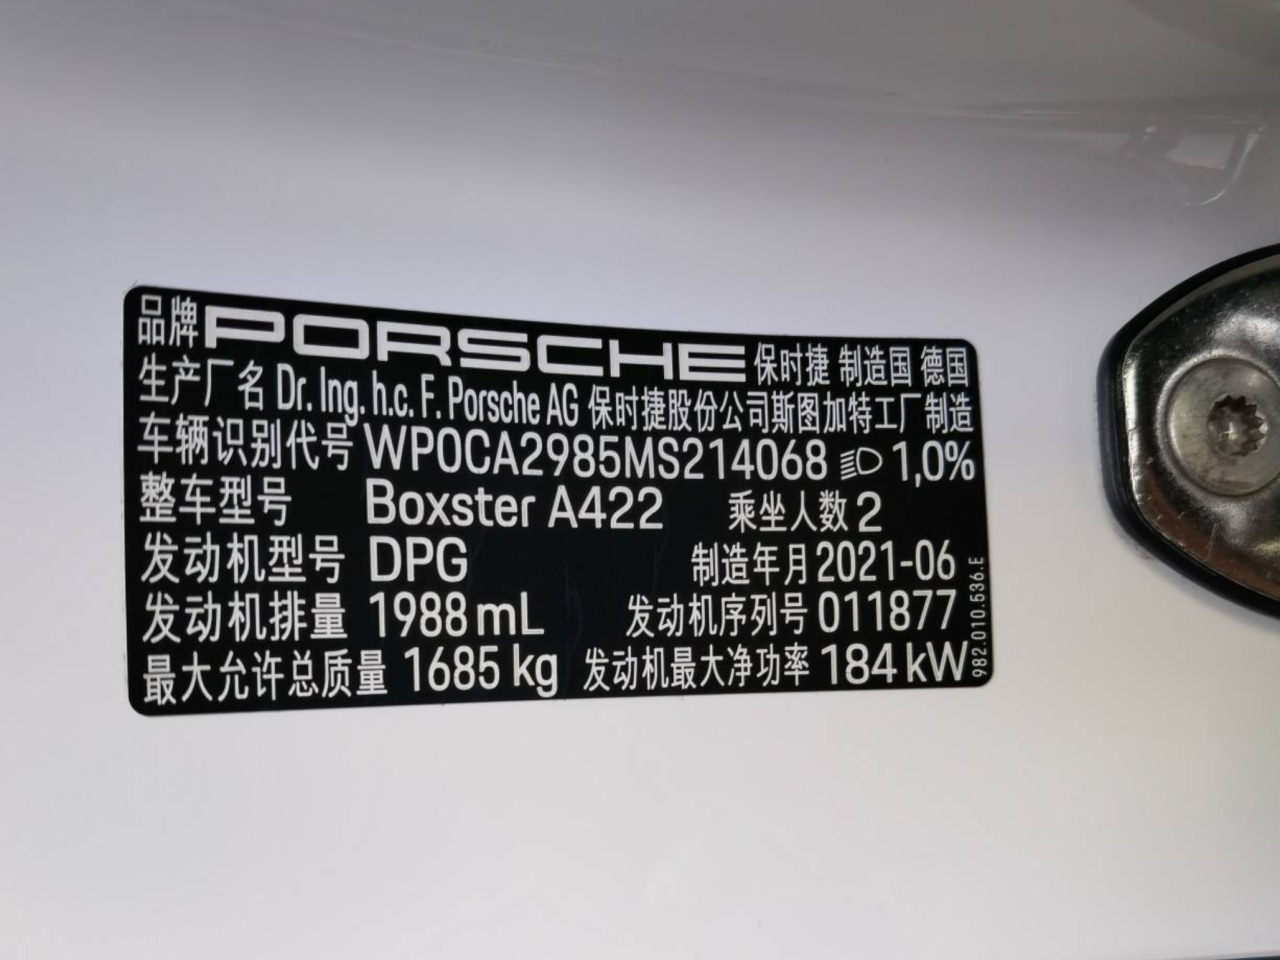 品牌 PORSCHE 保时捷 制造国 德国
生产厂名 Dr. Ing. h.c. F. Porsche AG 保时捷股份公司斯图加特工厂制造
车辆识别代号 WP0CA2985MS214068 1,0%
整车型号 Boxster A422 乘坐人数 2
发动机型号 DPG 制造年月 2021-06
发动机排量 1988 mL 发动机序列号 011877
最大允许总质量 1685 kg 发动机最大净功率 184 kW
982.010.536.E